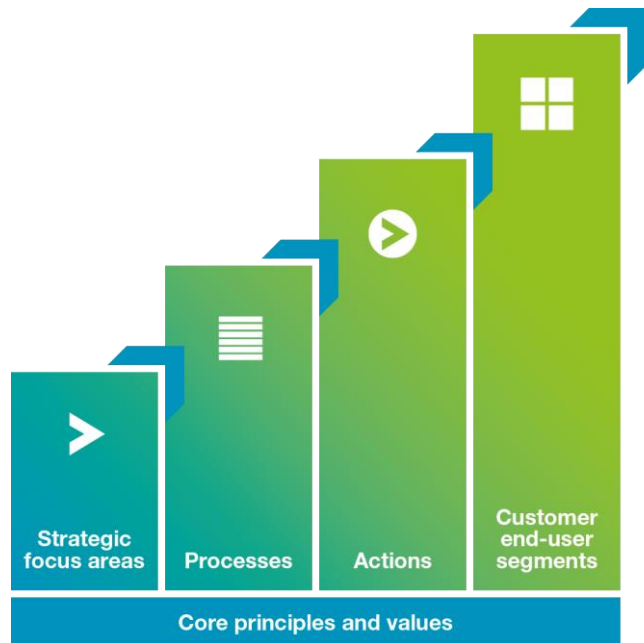 Strategic
focus areas
Processes
Actions
Customer
end-user
segments
Core principles and values